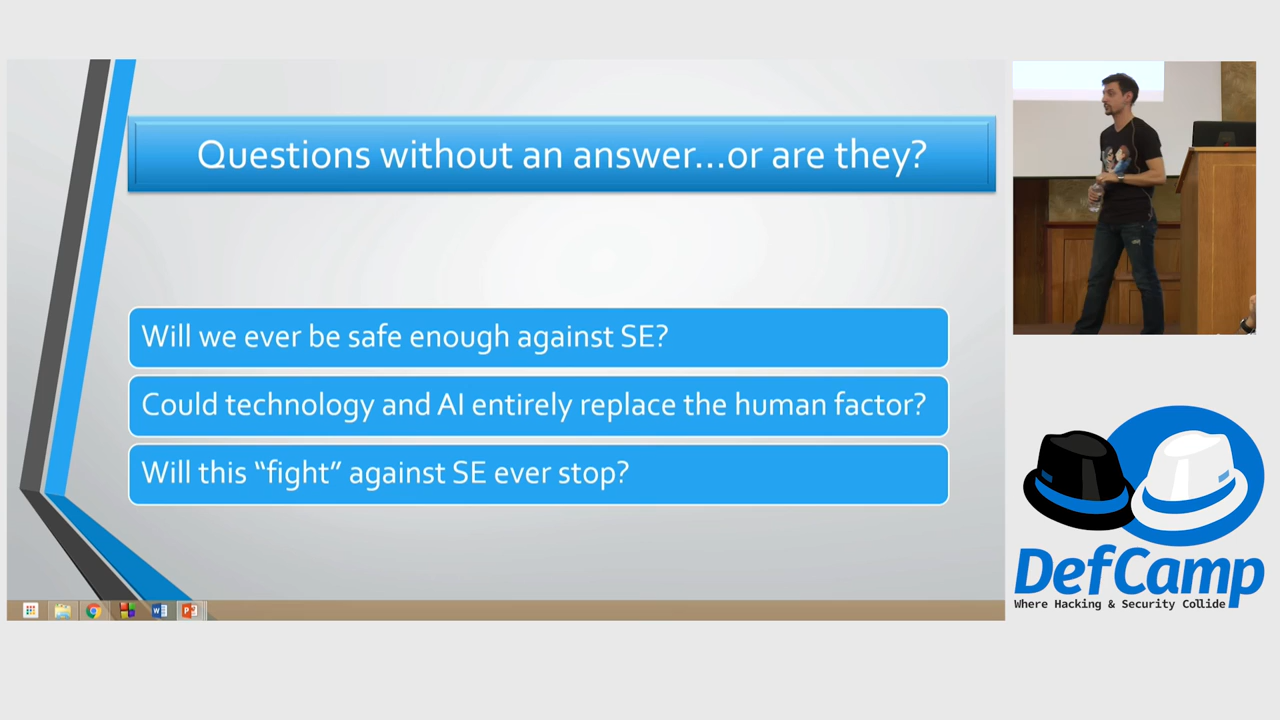 Questions without an answer...or are they?
Will we ever be safe enough against SE?
Could technology and AI entirely replace the human factor?
Will this “fight” against SE ever stop?
DefCamp
Where Hacking & Security Collide